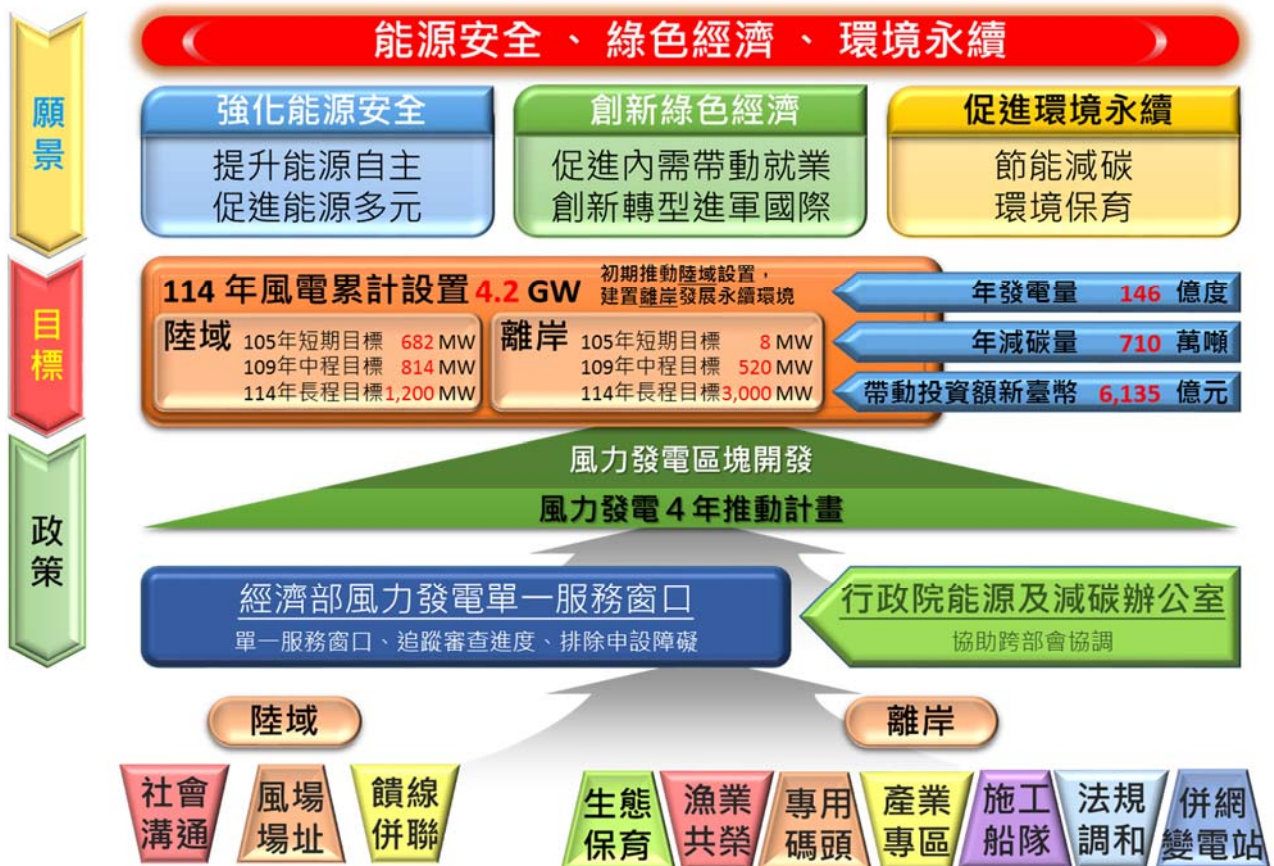 能源安全、綠色經濟、環境永續
願景
強化能源安全
提升能源自主
促進能源多元
創新綠色經濟
促進內需帶動就業
創新轉型進軍國際
促進環境永續
節能減碳
環境保育
目標
114 年風電累計設置 4.2 GW
初期推動陸域設置，
建置離岸發展永續環境
陸域
105年短期目標 682 MW
109年中程目標 814 MW
114年長程目標1,200 MW
離岸
105年短期目標 8 MW
109年中程目標 520 MW
114年長程目標3,000 MW
年發電量 146 億度
年減碳量 710 萬噸
帶動投資額新臺幣 6,135 億元
政策
風力發電區塊開發
風力發電 4 年推動計畫
經濟部風力發電單一服務窗口
單一服務窗口、追蹤審查進度、排除申設障礙
行政院能源及減碳辦公室
協助跨部會協調
陸域
社會
溝通
風場
場址
饋線
併聯
離岸
生態
保育
漁業
共榮
專用
碼頭
產業
專區
施工
船隊
法規
調和
併網
變電站